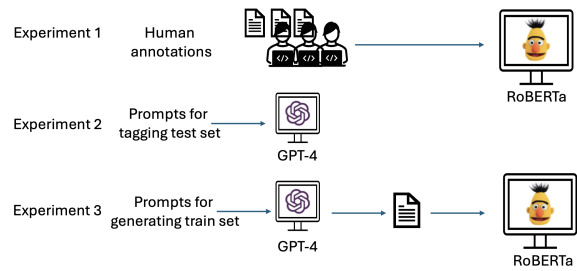 Experiment 1
Human
annotations
RoBERTa
Experiment 2
Prompts for
tagging test set
GPT-4
Experiment 3
Prompts for
generating train set
GPT-4
RoBERTa